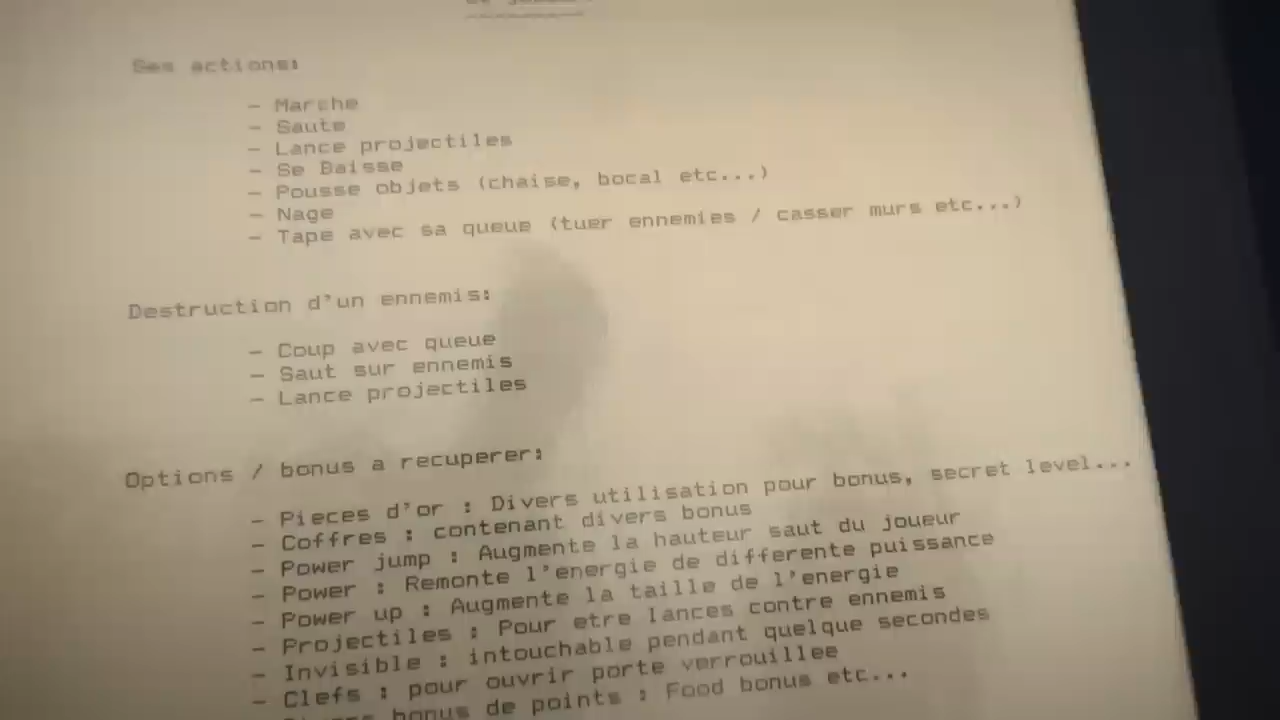 Ses actions:
- Marche
- Saute
- Lance projectiles
- Se Baisse
- Pousse objets (chaise, bocal etc...)
- Nage
- Tape avec sa queue (tuer ennemies / casser murs etc...)
Destruction d'un ennemis:
- Coup avec queue
- Saut sur ennemis
- Lance projectiles
Options / bonus a recuperer:
- Pieces d'or : Divers utilisation pour bonus, secret level...
- Coffres : contenant divers bonus
- Power jump : Augmente la hauteur saut du joueur
- Power : Remonte l'energie de differente puissance
- Power up : Augmente la taille de l'energie
- Projectiles : Pour etre lances contre ennemis
- Invisible : intouchable pendant quelque secondes
- Clefs : pour ouvrir porte verrouillee
bonus de points : Food bonus etc...